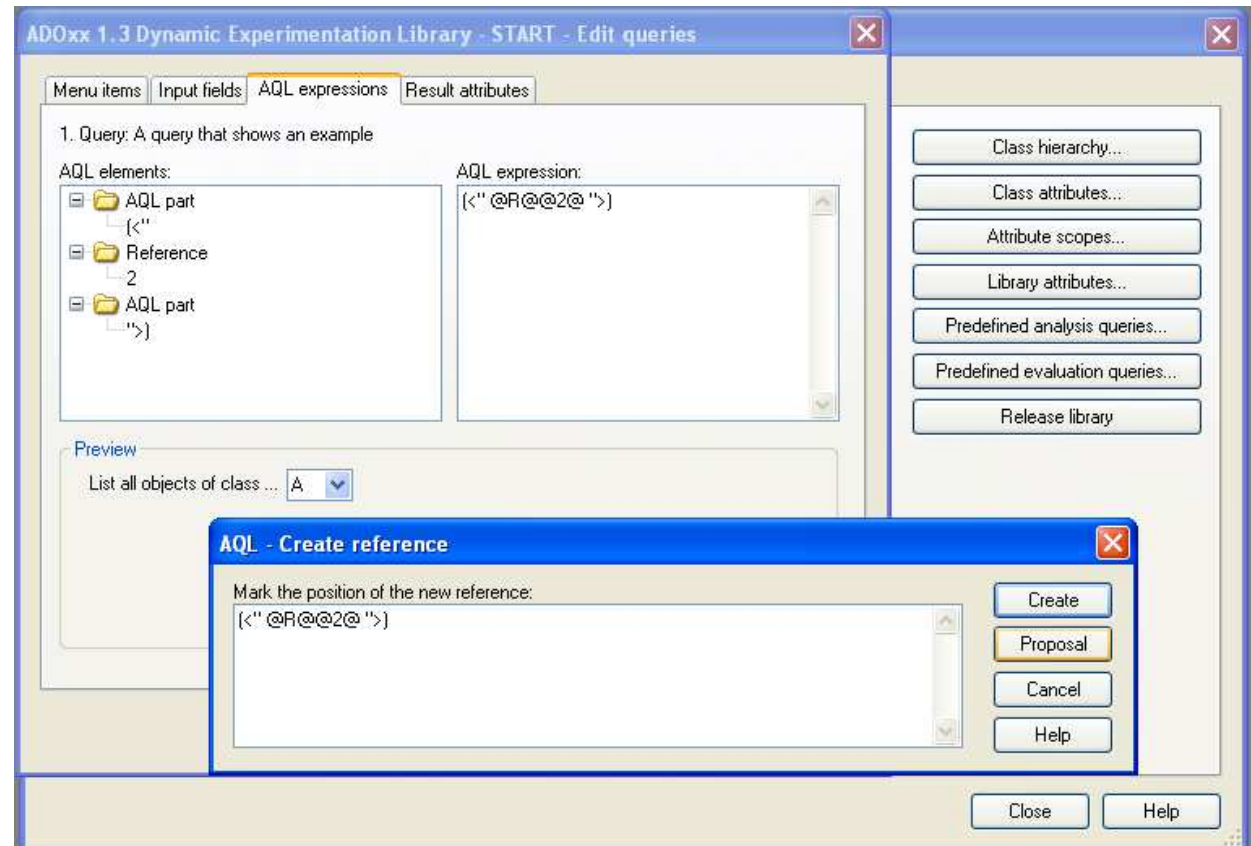 ADOxx 1.3 Dynamic Experimentation Library - START - Edit queries
Menu items Input fields AQL expressions Result attributes
1. Query: A query that shows an example
AQL elements:
AQL part
(<"
Reference
2
AQL part
">)
AQL expression:
(<" @R@@2@ ">)
Preview
List all objects of class ... A
Class hierarchy...
Class attributes...
Attribute scopes...
Library attributes...
Predefined analysis queries...
Predefined evaluation queries...
Release library
AQL - Create reference
Mark the position of the new reference:
(<" @R@@2@ ">)
Create
Proposal
Cancel
Help
Close Help